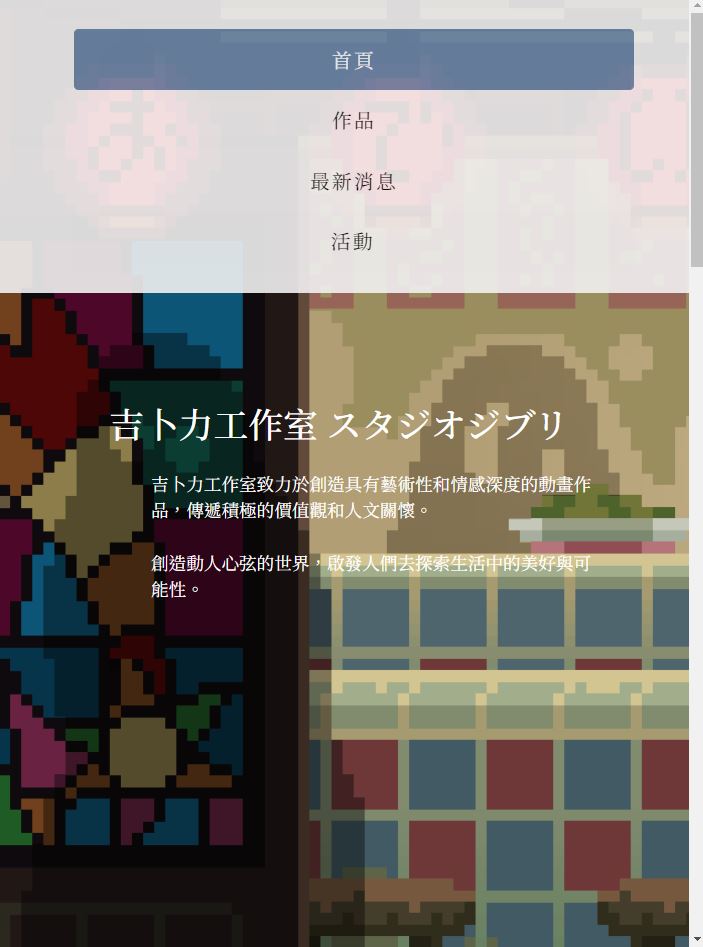 首頁
作品
最新消息
活動
吉卜力工作室 スタジオジブリ
吉卜力工作室致力於創造具有藝術性和情感深度的動畫作
品，傳遞積極的價值觀和人文關懷。
創造動人心弦的世界，啟發人們去探索生活中的美好與可
能性。